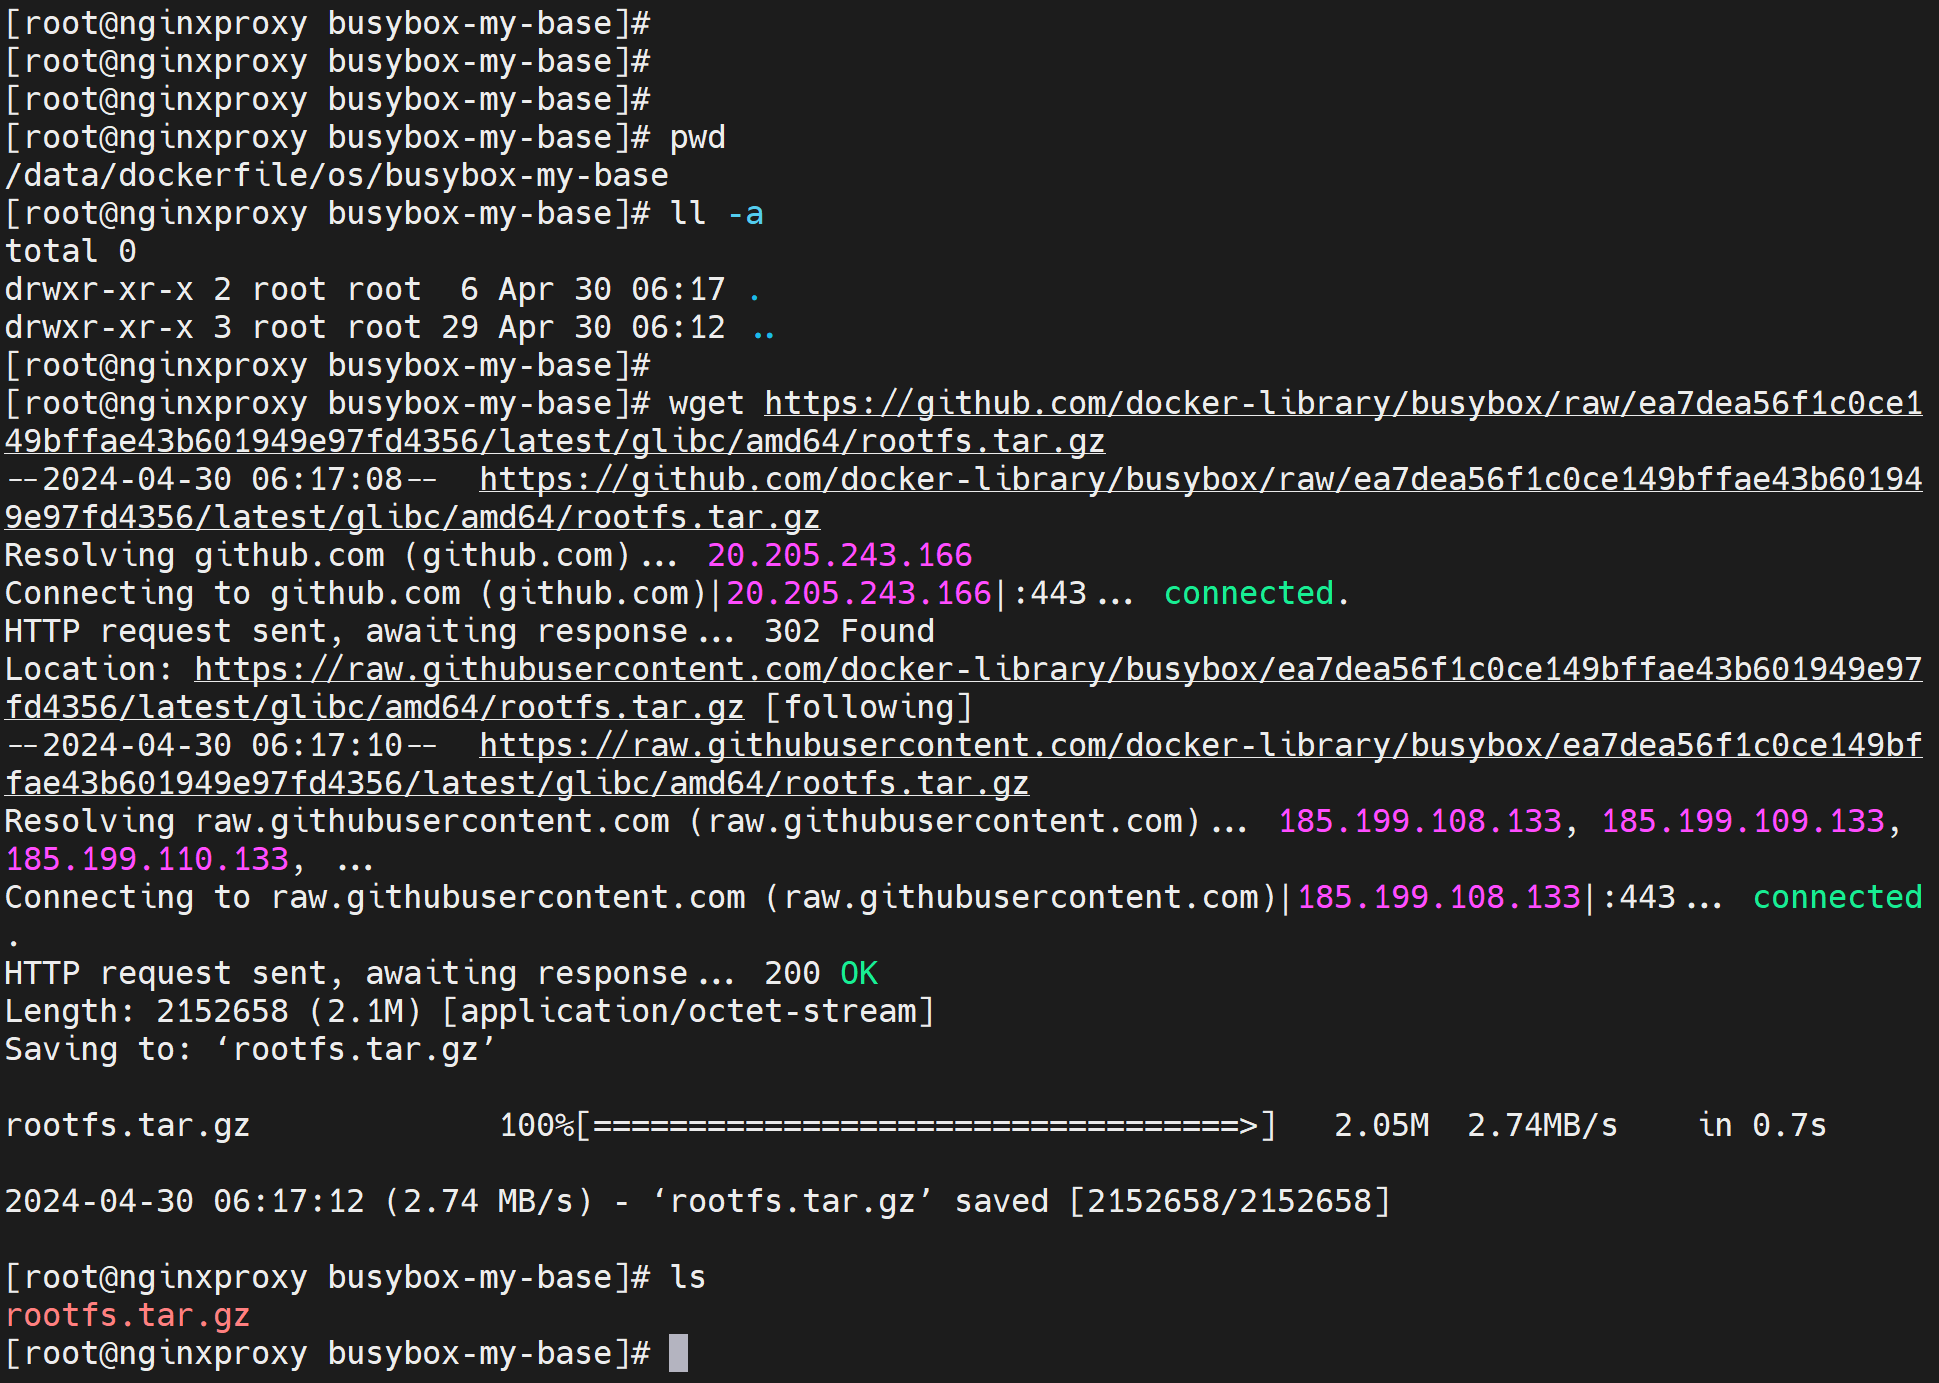 [root@nginxproxy busybox-my-base]#
[root@nginxproxy busybox-my-base]#
[root@nginxproxy busybox-my-base]#
[root@nginxproxy busybox-my-base]# pwd
/data/dockerfile/os/busybox-my-base
[root@nginxproxy busybox-my-base]# ll -a
total 0
drwxr-xr-x 2 root root  6 Apr 30 06:17 .
drwxr-xr-x 3 root root 29 Apr 30 06:12 ..
[root@nginxproxy busybox-my-base]#
[root@nginxproxy busybox-my-base]# wget https://github.com/docker-library/busybox/raw/ea7dea56f1c0ce1
49bffae43b601949e97fd4356/latest/glibc/amd64/rootfs.tar.gz
--2024-04-30 06:17:08--  https://github.com/docker-library/busybox/raw/ea7dea56f1c0ce149bffae43b60194
9e97fd4356/latest/glibc/amd64/rootfs.tar.gz
Resolving github.com (github.com)... 20.205.243.166
Connecting to github.com (github.com)|20.205.243.166|:443... connected.
HTTP request sent, awaiting response... 302 Found
Location: https://raw.githubusercontent.com/docker-library/busybox/ea7dea56f1c0ce149bffae43b601949e97
fd4356/latest/glibc/amd64/rootfs.tar.gz [following]
--2024-04-30 06:17:10--  https://raw.githubusercontent.com/docker-library/busybox/ea7dea56f1c0ce149bf
fae43b601949e97fd4356/latest/glibc/amd64/rootfs.tar.gz
Resolving raw.githubusercontent.com (raw.githubusercontent.com)... 185.199.108.133, 185.199.109.133,
185.199.110.133, ...
Connecting to raw.githubusercontent.com (raw.githubusercontent.com)|185.199.108.133|:443... connected
.
HTTP request sent, awaiting response... 200 OK
Length: 2152658 (2.1M) [application/octet-stream]
Saving to: ‘rootfs.tar.gz’
rootfs.tar.gz             100%[==================================>]   2.05M  2.74MB/s    in 0.7s
2024-04-30 06:17:12 (2.74 MB/s) - ‘rootfs.tar.gz’ saved [2152658/2152658]
[root@nginxproxy busybox-my-base]# ls
rootfs.tar.gz
[root@nginxproxy busybox-my-base]#